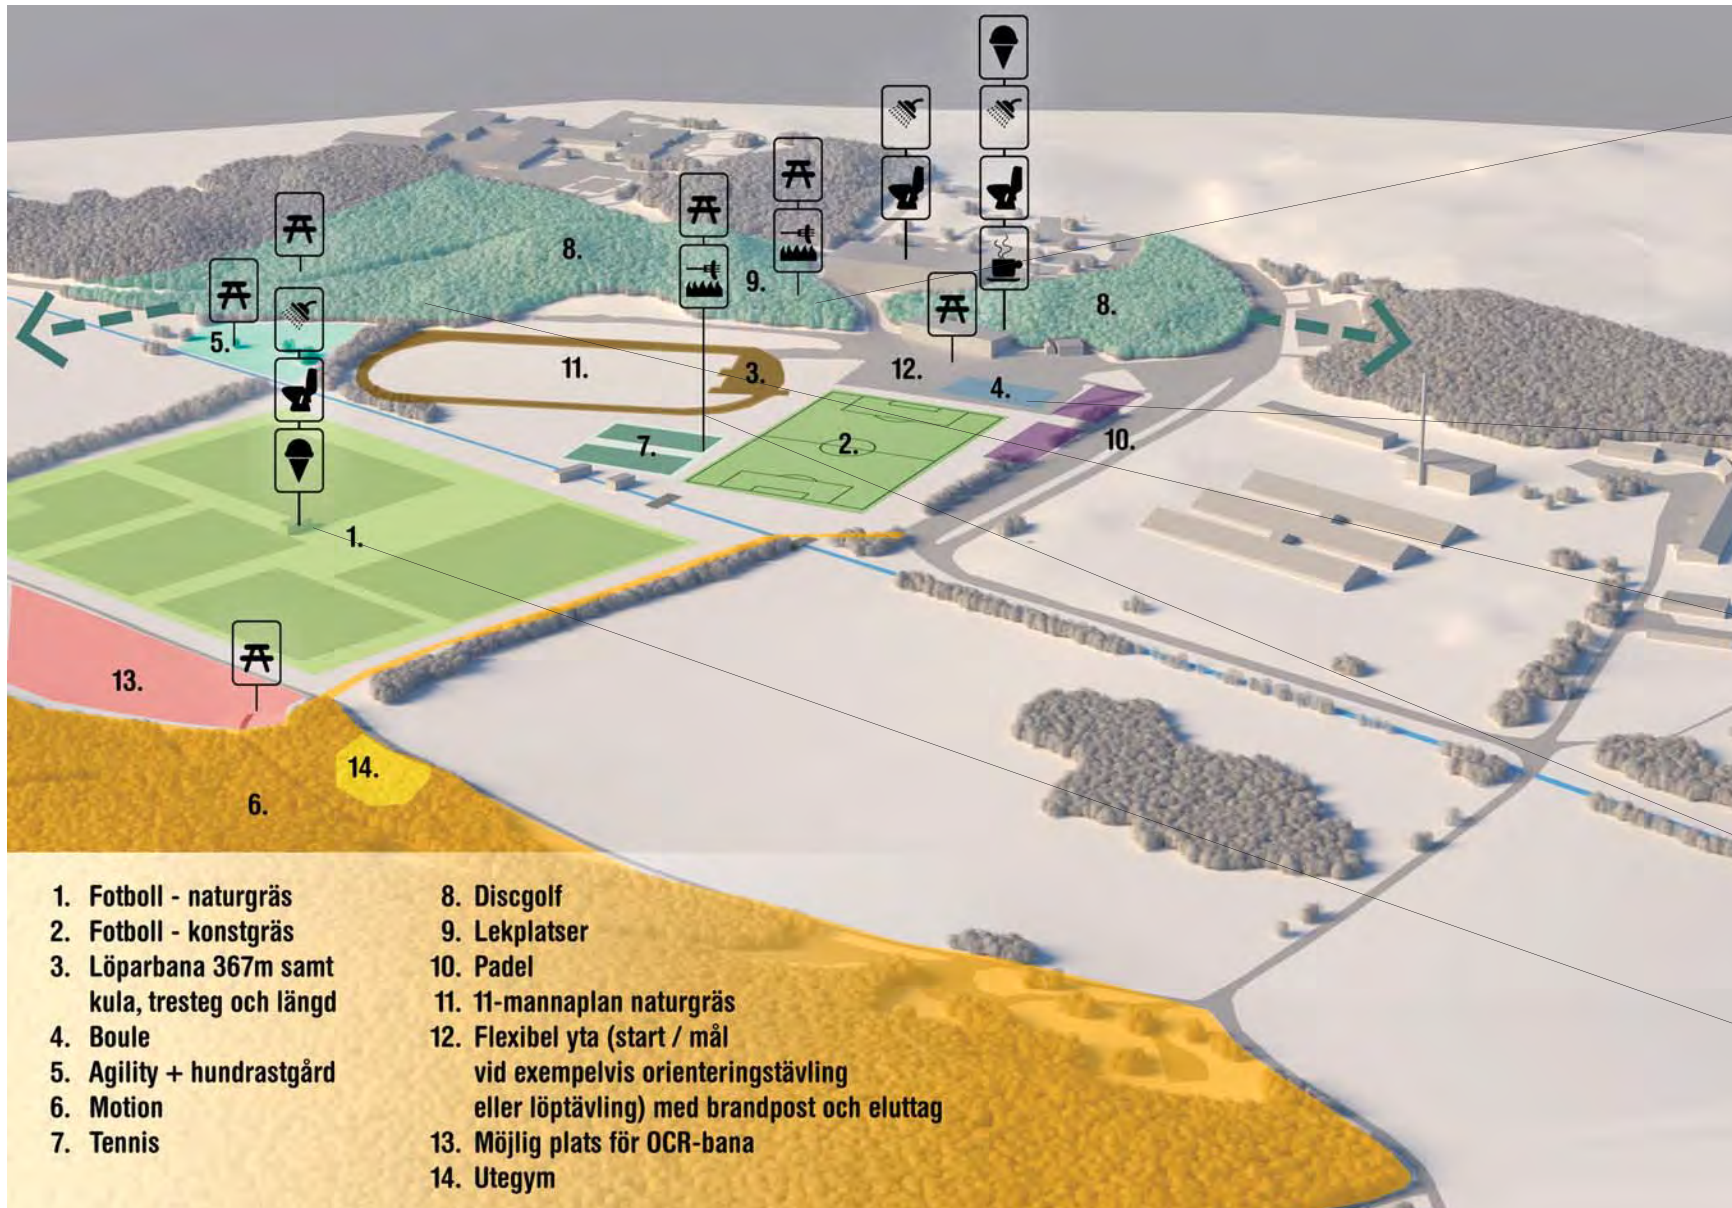 8.
9.
8.
5.
11.
3.
12.
4.
7.
2.
10.
1.
13.
14.
6.
1. Fotboll - naturgräs
2. Fotboll - konstgräs
3. Löparbana 367m samt
kula, tresteg och längd
4. Boule
5. Agility + hundrastgård
6. Motion
7. Tennis
8. Discgolf
9. Lekplatser
10. Padel
11. 11-mannaplan naturgräs
12. Flexibel yta (start / mål
vid exempelvis orienteringstävling
eller löptävling) med brandpost och eluttag
13. Möjlig plats för OCR-bana
14. Utegym